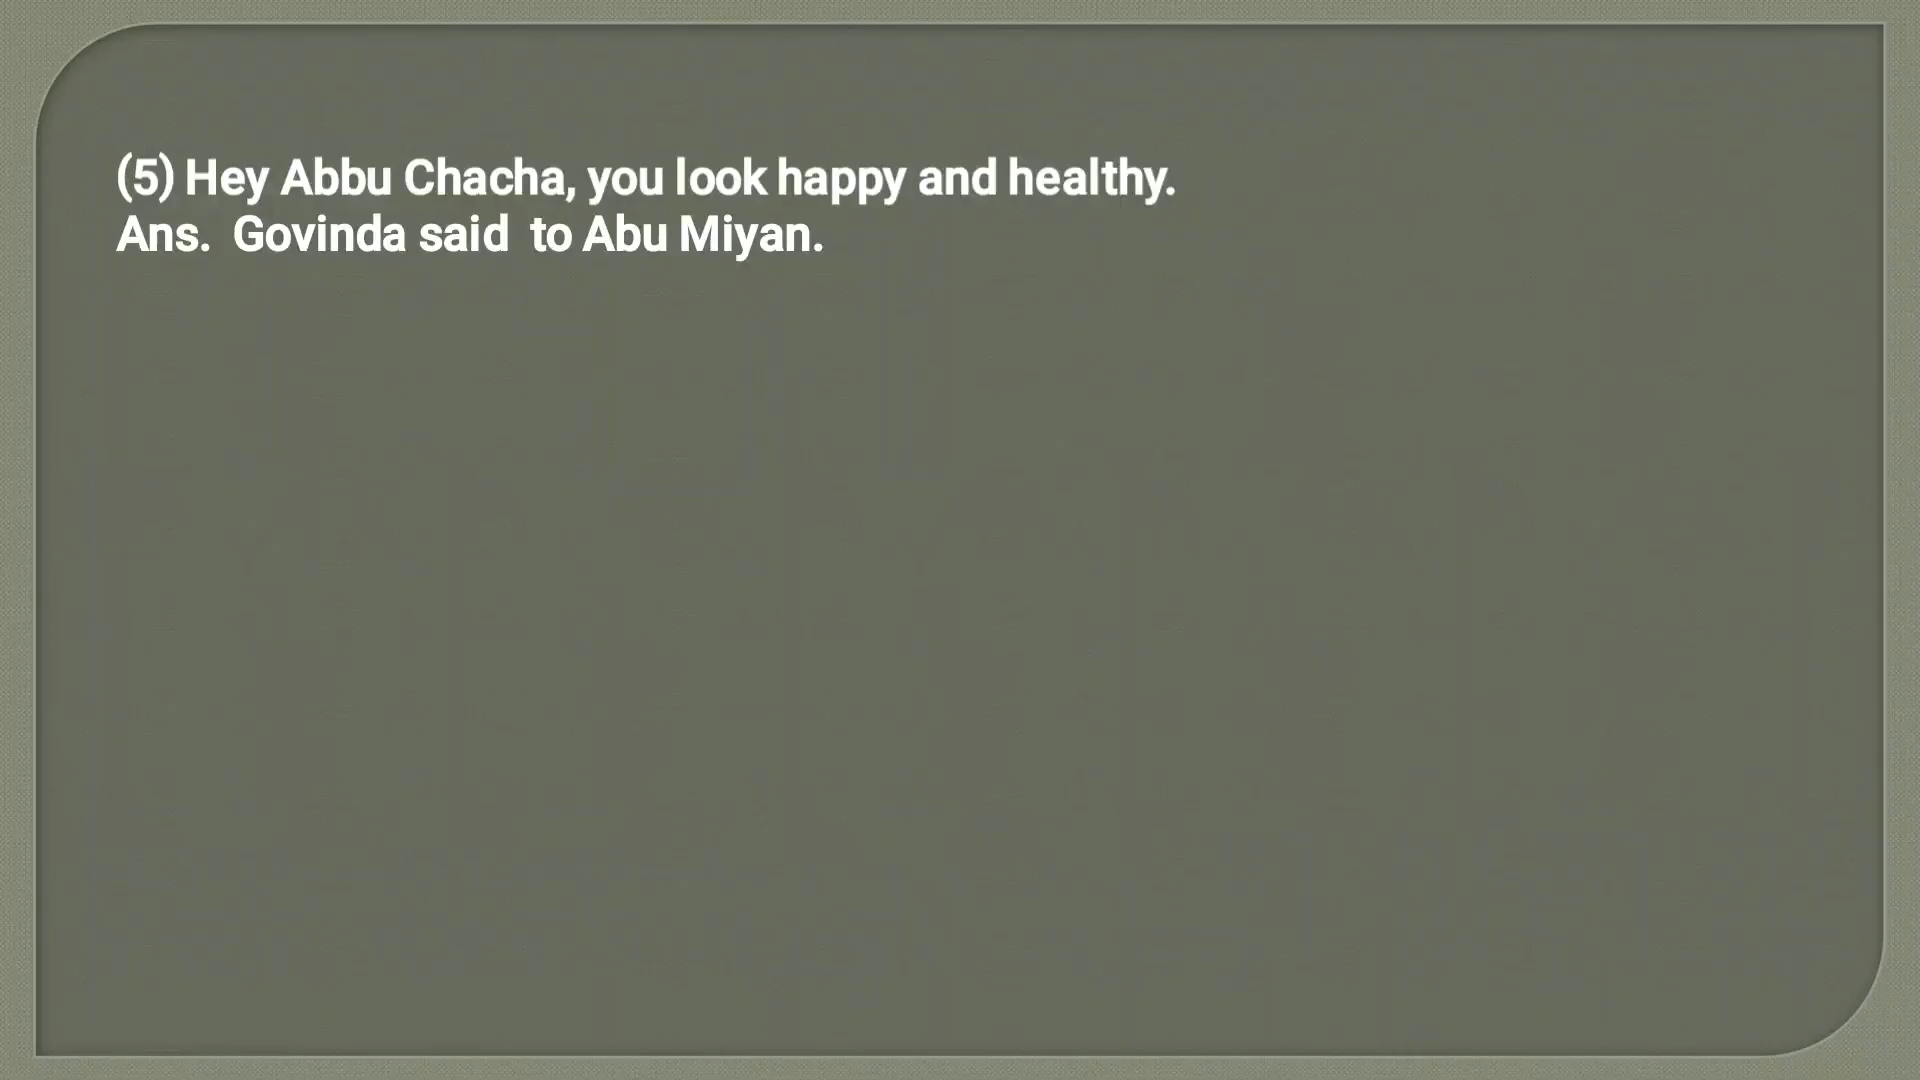 (5) Hey Abbu Chacha, you look happy and healthy.
Ans.  Govinda said  to Abu Miyan.